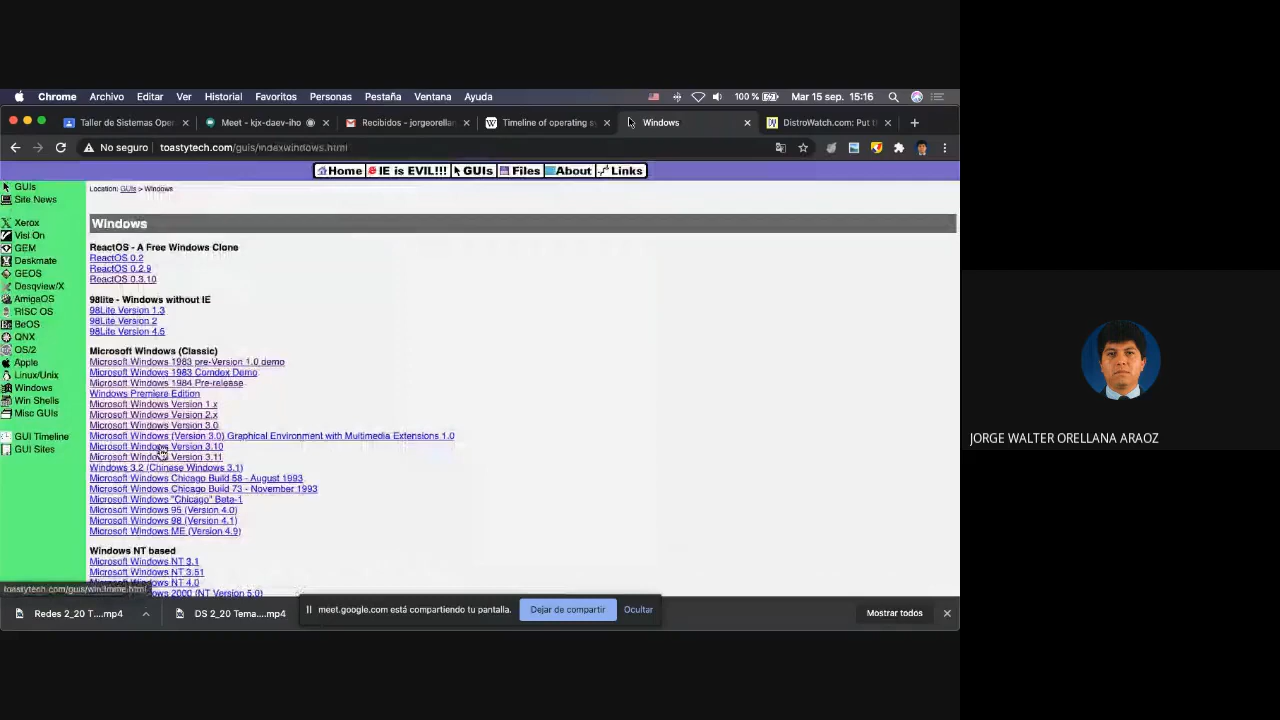 Chrome Archivo Editar Ver Historial Favoritos Personas Pestaña Ventana Ayuda 100 % Mar 15 sep. 15:16
Taller de Sistemas Oper Meet - kjx-daev-iho Recibidos - jorgeorellan Timeline of operating sy Windows DistroWatch.com: Put t
No seguro toastytech.com/guis/indexwindows.html
Home IE is EVIL!!! GUIs Files About Links
GUIs
Site News
Xerox
Visi On
GEM
Deskmate
GEOS
Desqview/X
AmigaOS
RISC OS
BeOS
QNX
OS/2
Apple
Linux/Unix
Windows
Win Shells
Misc GUIs
GUI Timeline
GUI Sites
Location: GUIs > Windows
Windows
ReactOS - A Free Windows Clone
ReactOS 0.2
ReactOS 0.2.9
ReactOS 0.3.10
98lite - Windows without IE
98Lite Version 1.3
98Lite Version 2
98Lite Version 4.5
Microsoft Windows (Classic)
Microsoft Windows 1983 pre-Version 1.0 demo
Microsoft Windows 1983 Comdex Demo
Microsoft Windows 1984 Pre-release
Windows Premiere Edition
Microsoft Windows Version 1.x
Microsoft Windows Version 2.x
Microsoft Windows Version 3.0
Microsoft Windows (Version 3.0) Graphical Environment with Multimedia Extensions 1.0
Microsoft Windows Version 3.10
Microsoft Windows Version 3.11
Windows 3.2 (Chinese Windows 3.1)
Microsoft Windows Chicago Build 58 - August 1993
Microsoft Windows Chicago Build 73 - November 1993
Microsoft Windows "Chicago" Beta-1
Microsoft Windows 95 (Version 4.0)
Microsoft Windows 98 (Version 4.1)
Microsoft Windows ME (Version 4.9)
Windows NT based
Microsoft Windows NT 3.1
Microsoft Windows NT 3.51
Windows NT 4.0
2000 (NT Version 5.0)
Redes 2_20 T....mp4 DS 2_20 Tema....mp4 meet.google.com está compartiendo tu pantalla. Dejar de compartir Ocultar Mostrar todos
JORGE WALTER ORELLANA ARAOZ